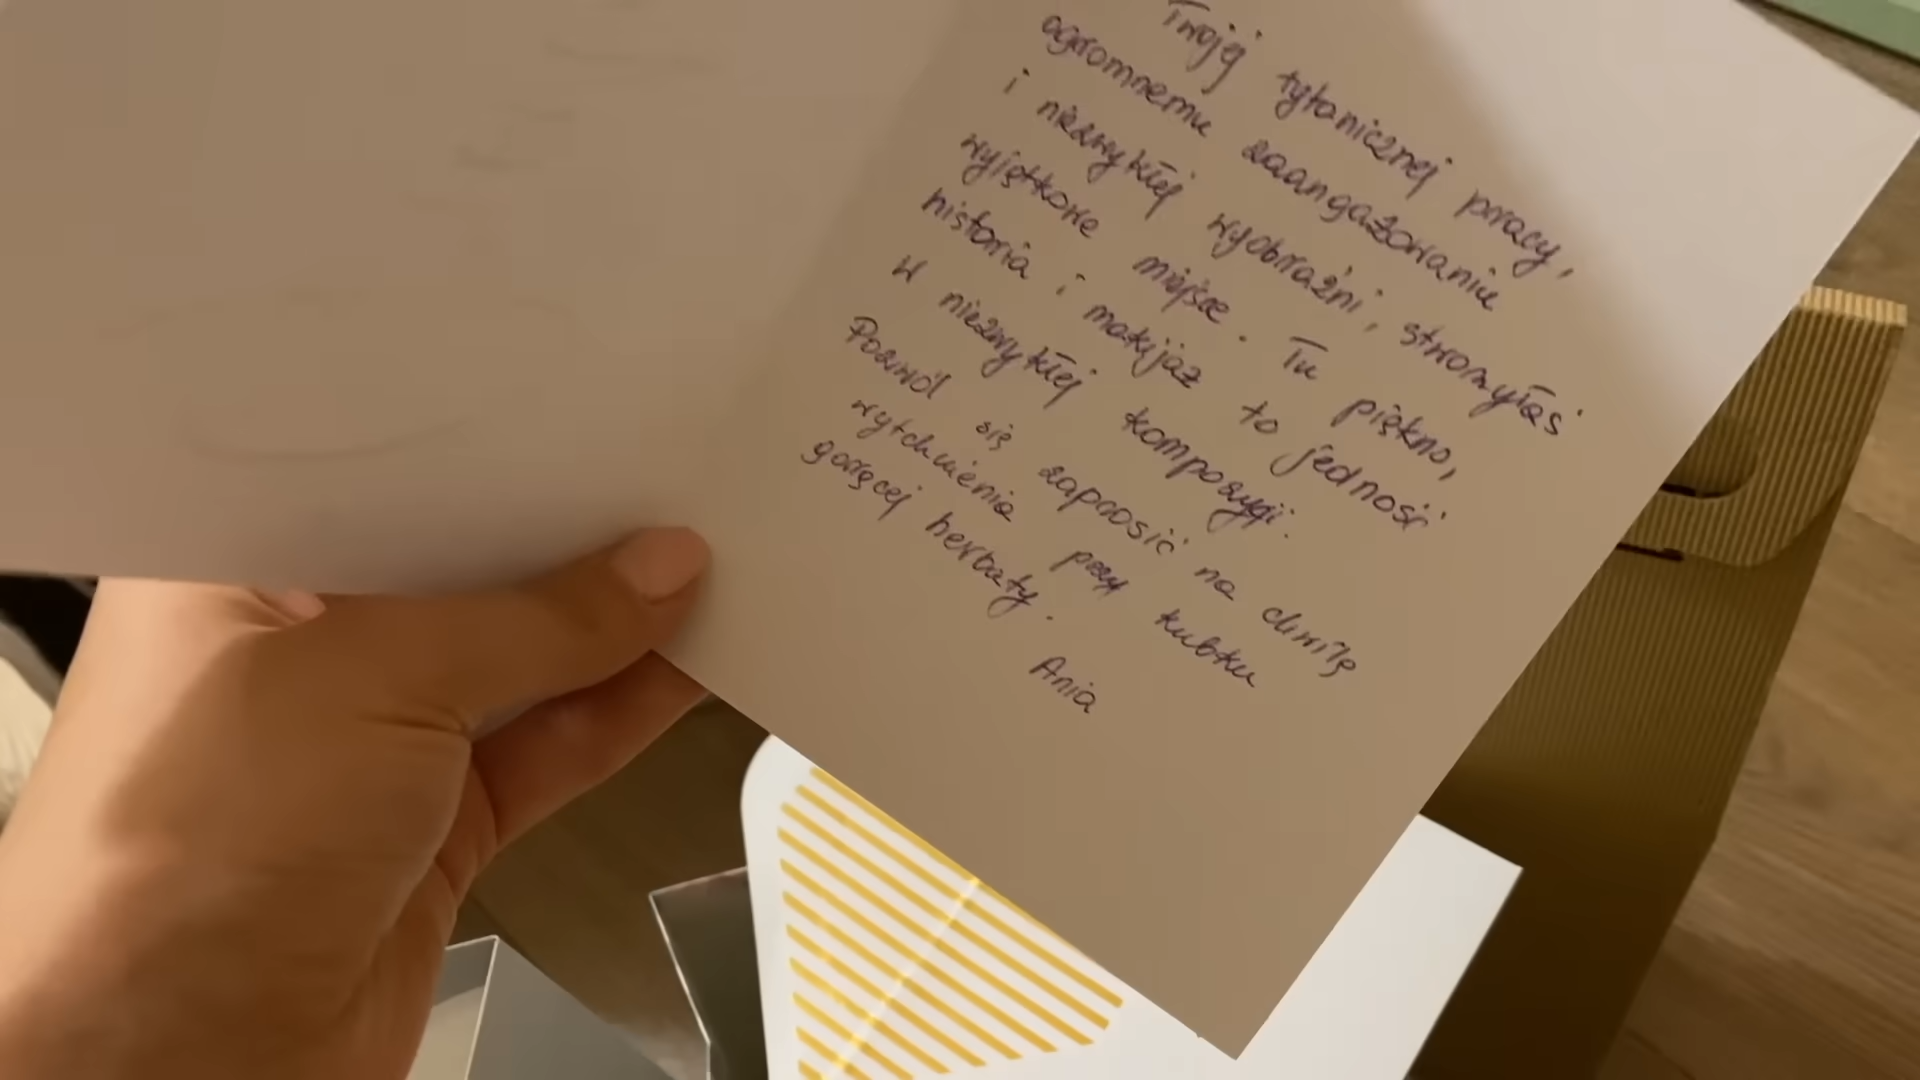 Twojej tytanicznej pracy,
ogromnemu zaangażowaniu
i niezwykłej wyobraźni, stworzyłaś
wyjątkowe miejsce. Tu piękno,
historia i makijaż to jedność
w niezwykłej kompozycji.
Pozwól się zaprosić na chwilę
wytchnienia przy kubku
gorącej herbaty.
Ania